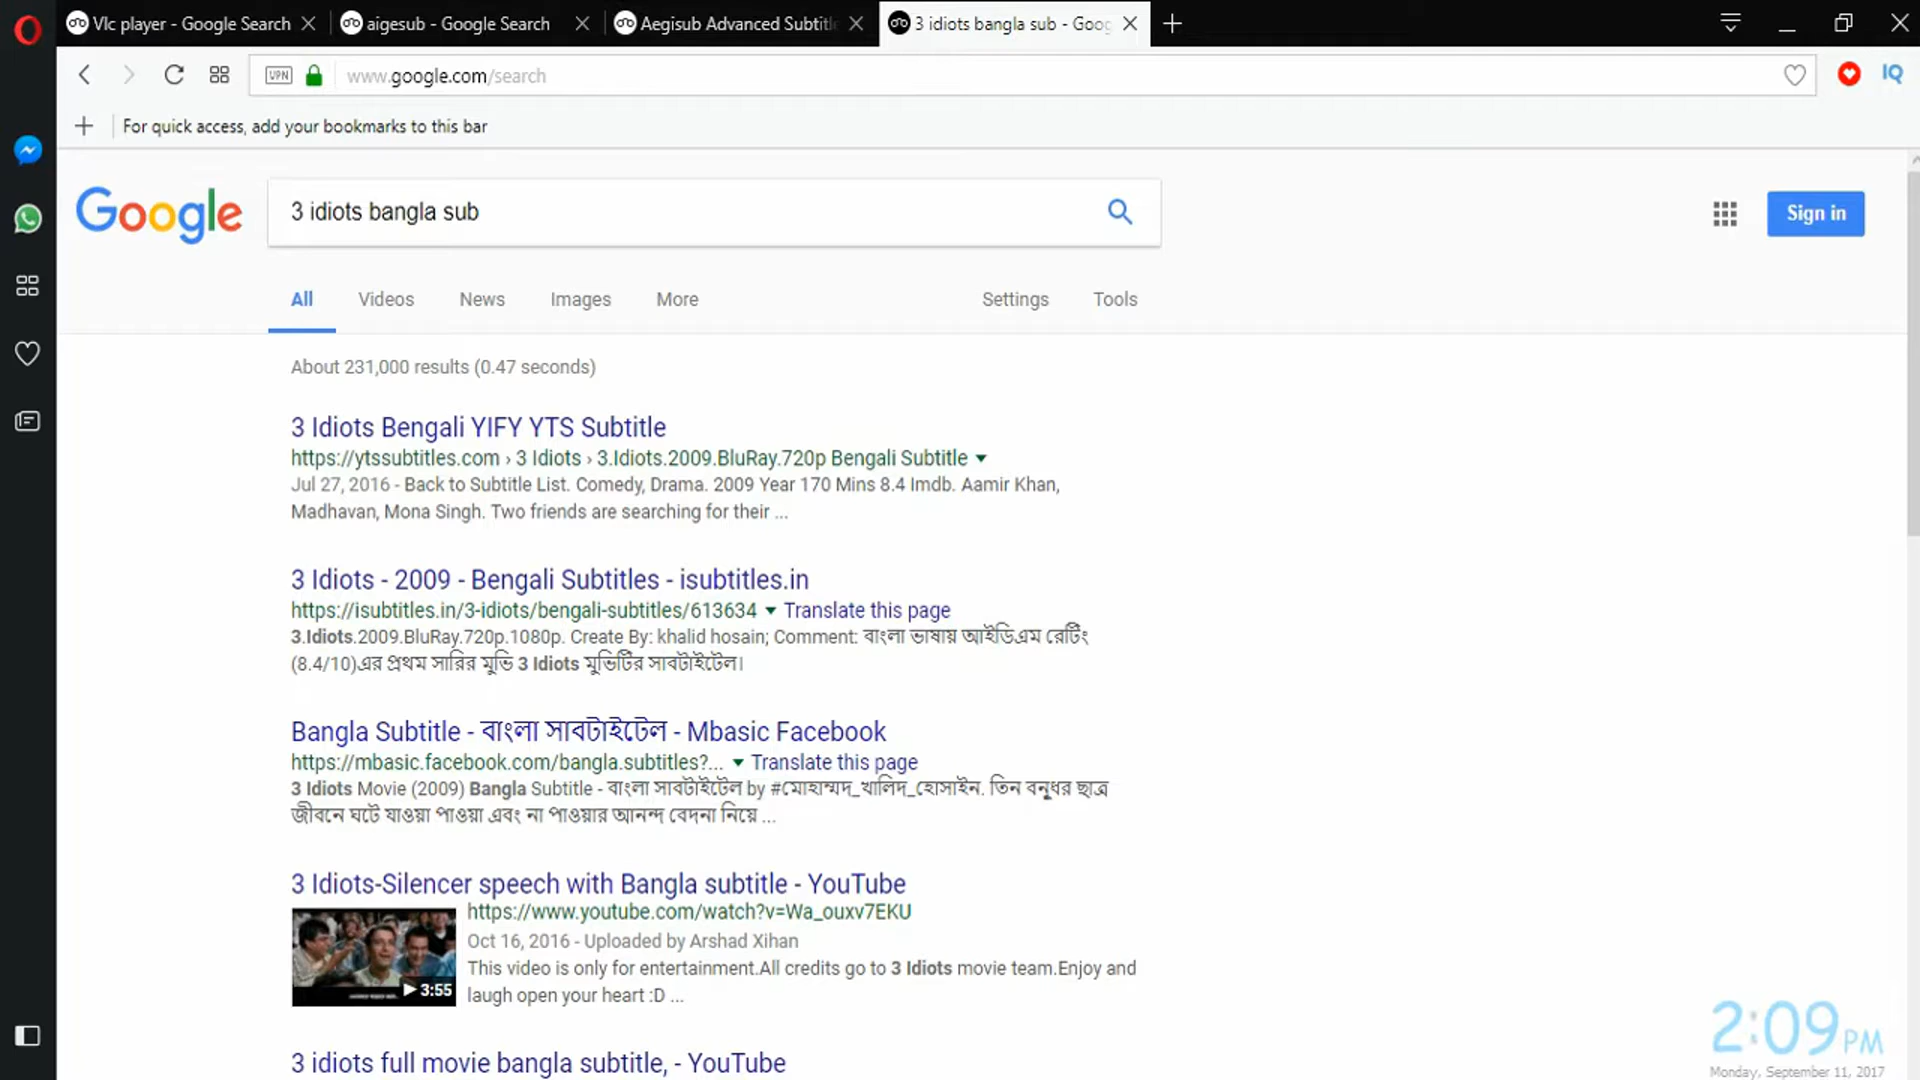 Vlc player - Google Search
aigesub - Google Search
Aegisub Advanced Subtitle
3 idiots bangla sub - Goog
VPN
www.google.com/search
IQ
For quick access, add your bookmarks to this bar
Google
3 idiots bangla sub
Sign in
All
Videos
News
Images
More
Settings
Tools
About 231,000 results (0.47 seconds)
3 Idiots Bengali YIFY YTS Subtitle
https://ytssubtitles.com › 3 Idiots › 3.Idiots.2009.BluRay.720p Bengali Subtitle
Jul 27, 2016 - Back to Subtitle List. Comedy, Drama. 2009 Year 170 Mins 8.4 Imdb. Aamir Khan,
Madhavan, Mona Singh. Two friends are searching for their ...
3 Idiots - 2009 - Bengali Subtitles - isubtitles.in
https://isubtitles.in/3-idiots/bengali-subtitles/613634 Translate this page
3.Idiots.2009.BluRay.720p.1080p. Create By: khalid hosain; Comment: বাংলা ভাষায় আইডিএম রেটিং
(8.4/10)এর প্রথম সারির মুভি 3 Idiots মুভিটির সাবটাইটেল।
Bangla Subtitle - বাংলা সাবটাইটেল - Mbasic Facebook
https://mbasic.facebook.com/bangla.subtitles?... Translate this page
3 Idiots Movie (2009) Bangla Subtitle - বাংলা সাবটাইটেল by #মোহাম্মদ_খালিদ_হোসাইন. তিন বন্ধুর ছাত্র
জীবনে ঘটে যাওয়া পাওয়া এবং না পাওয়ার আনন্দ বেদনা নিয়ে ...
3 Idiots-Silencer speech with Bangla subtitle - YouTube
https://www.youtube.com/watch?v=Wa_ouxv7EKU
Oct 16, 2016 - Uploaded by Arshad Xihan
This video is only for entertainment.All credits go to 3 Idiots movie team.Enjoy and
laugh open your heart :D ...
3:55
3 idiots full movie bangla subtitle, - YouTube
2:09 PM
Monday, September 11, 2017